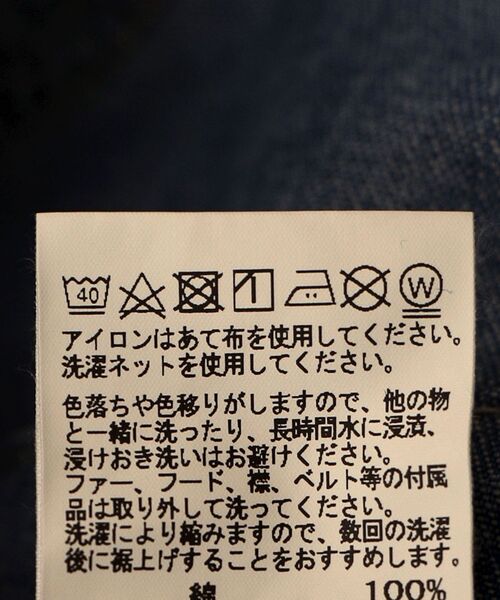 40 W
アイロンはあて布を使用してください。
洗濯ネットを使用してください。
色落ちや色移りがしますので、他の物
と一緒に洗ったり、長時間水に浸漬、
浸けおき洗いはお避けください。
ファー、フード、襟、ベルト等の付属
品は取り外して洗ってください。
洗濯により縮みますので、数回の洗濯
後に裾上げすることをおすすめします。
綿 100%